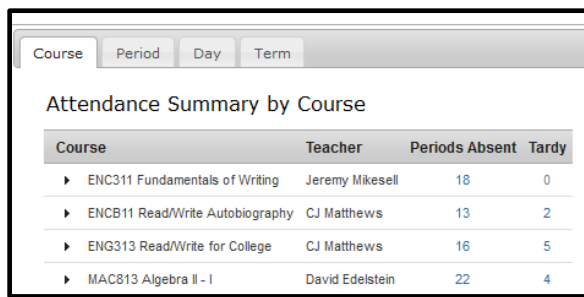 Course Period Day Term
Attendance Summary by Course
Course Teacher Periods Absent Tardy
ENC311 Fundamentals of Writing Jeremy Mikesell 18 0
ENCB11 Read/Write Autobiography CJ Matthews 13 2
ENG313 Read/Write for College CJ Matthews 16 5
MAC813 Algebra II - I David Edelstein 22 4